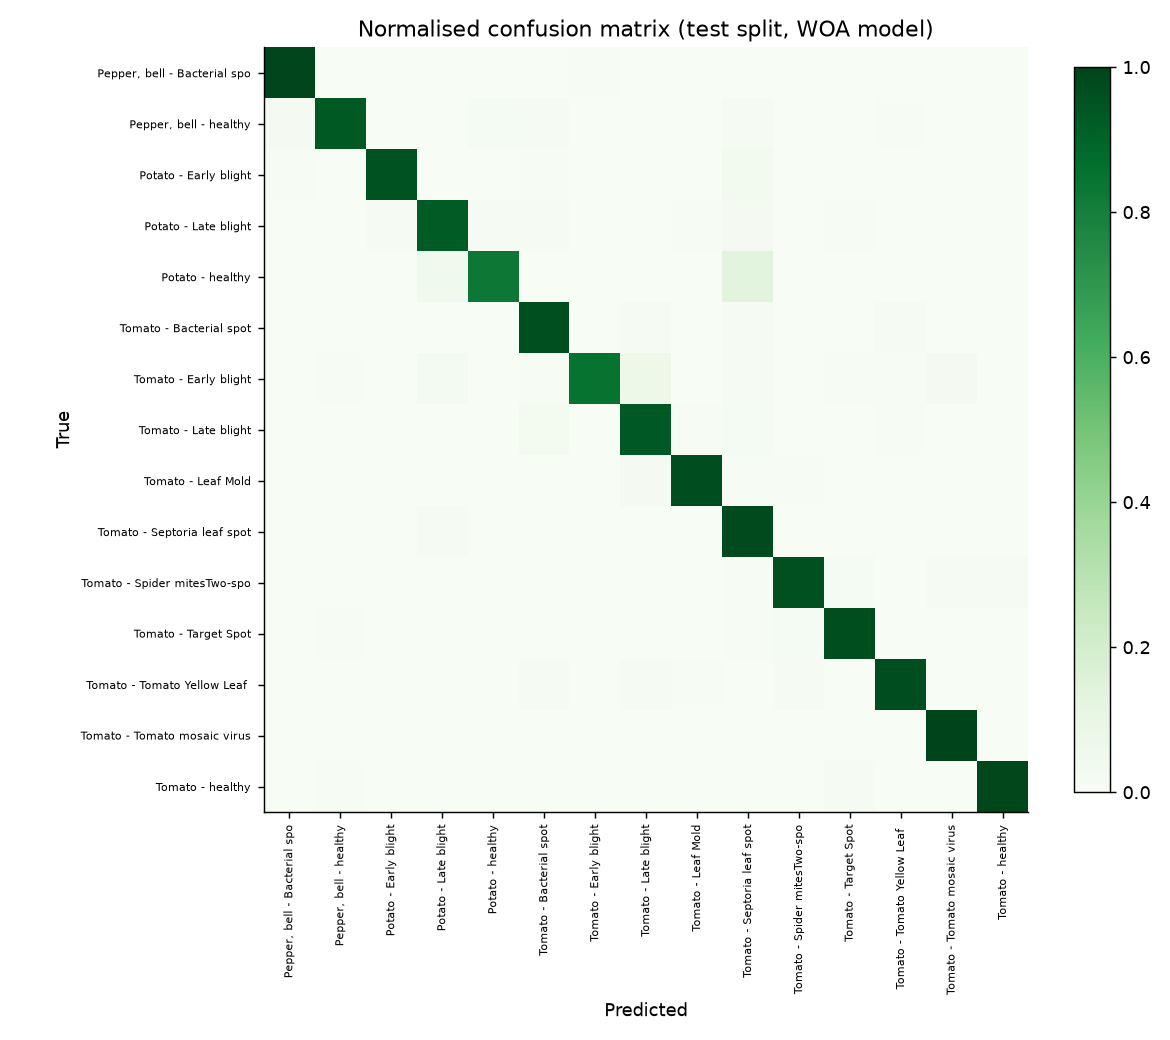 Normalised confusion matrix (test split, WOA model)
True
Pepper, bell - Bacterial spo
Pepper, bell - healthy
Potato - Early blight
Potato - Late blight
Potato - healthy
Tomato - Bacterial spot
Tomato - Early blight
Tomato - Late blight
Tomato - Leaf Mold
Tomato - Septoria leaf spot
Tomato - Spider mitesTwo-spo
Tomato - Target Spot
Tomato - Tomato Yellow Leaf
Tomato - Tomato mosaic virus
Tomato - healthy
Pepper, bell - Bacterial spo
Pepper, bell - healthy
Potato - Early blight
Potato - Late blight
Potato - healthy
Tomato - Bacterial spot
Tomato - Early blight
Tomato - Late blight
Tomato - Leaf Mold
Tomato - Septoria leaf spot
Tomato - Spider mitesTwo-spo
Tomato - Target Spot
Tomato - Tomato Yellow Leaf
Tomato - Tomato mosaic virus
Tomato - healthy
Predicted
1.0
0.8
0.6
0.4
0.2
0.0